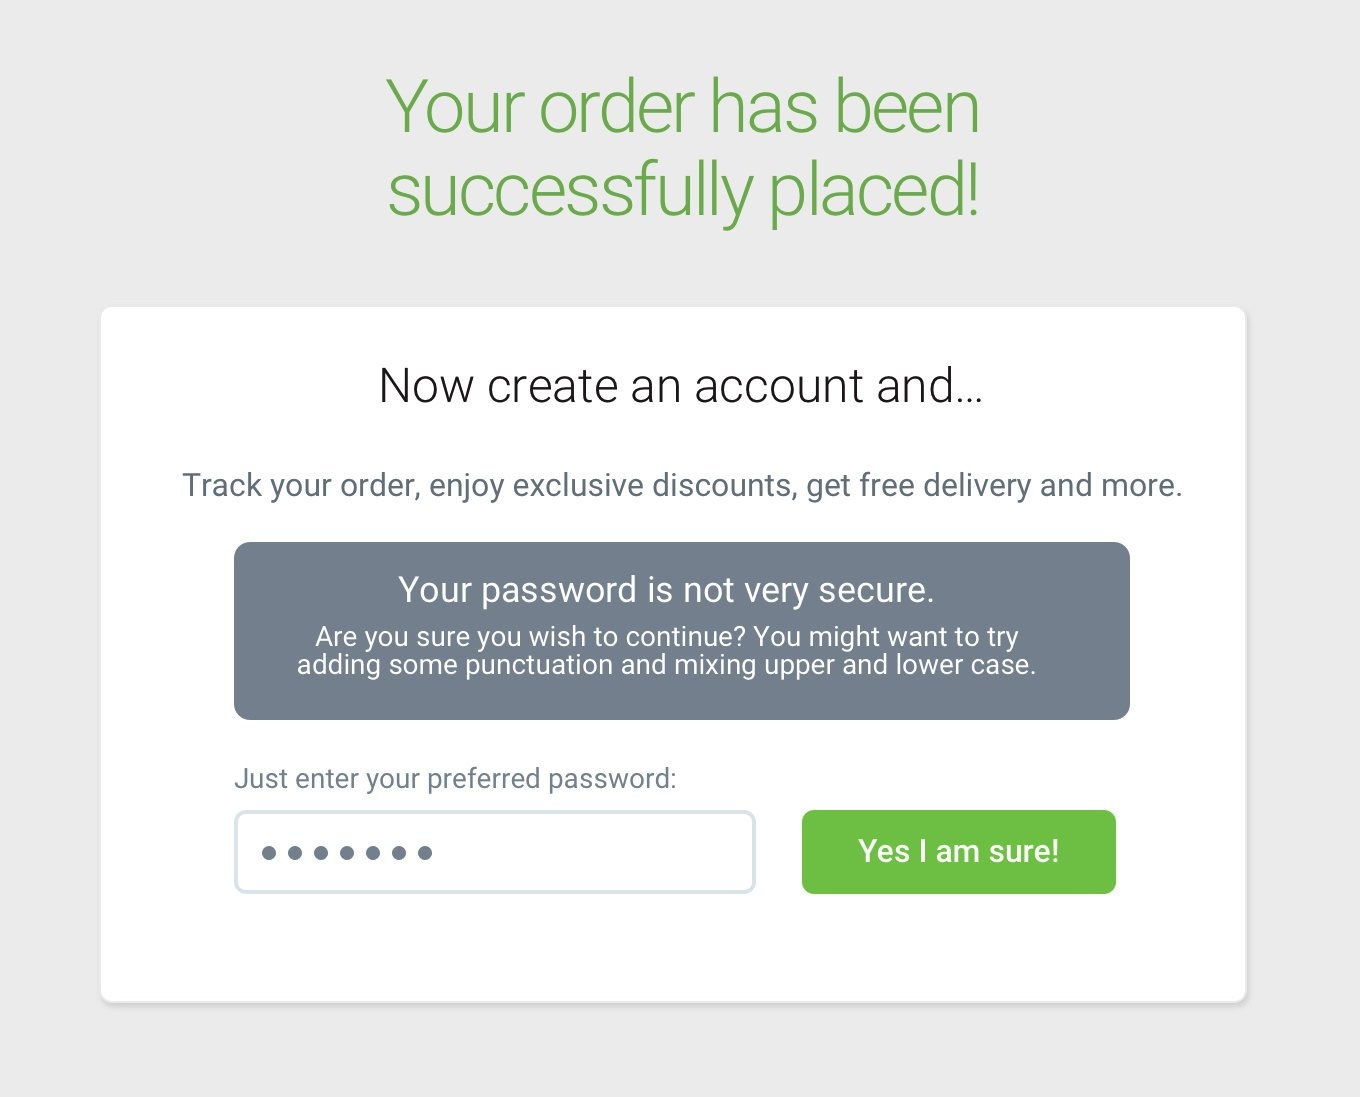 Your order has been
successfully placed!
Now create an account and...
Track your order, enjoy exclusive discounts, get free delivery and more.
Your password is not very secure.
Are you sure you wish to continue? You might want to try
adding some punctuation and mixing upper and lower case.
Just enter your preferred password:
Yes I am sure!